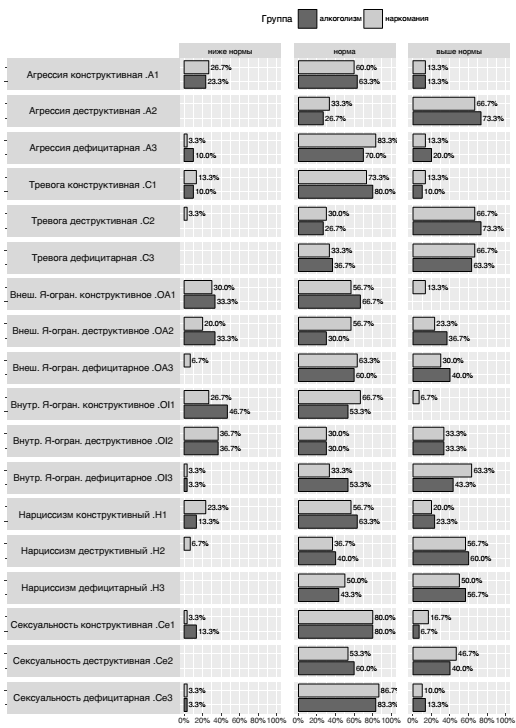 Группа алкоголизм наркомания
ниже нормы норма выше нормы
Агрессия конструктивная .A1 26.7% 60.0% 13.3%
23.3% 63.3% 13.3%
Агрессия деструктивная .A2 33.3% 66.7%
26.7% 73.3%
Агрессия дефицитарная .A3 3.3% 83.3% 13.3%
10.0% 70.0% 20.0%
Тревога конструктивная .C1 13.3% 73.3% 13.3%
10.0% 80.0% 10.0%
Тревога деструктивная .C2 3.3% 30.0% 66.7%
26.7% 73.3%
Тревога дефицитарная .C3 33.3% 66.7%
36.7% 63.3%
Внеш. Я-огран. конструктивное .OA1 30.0% 56.7% 13.3%
33.3% 66.7%
Внеш. Я-огран. деструктивное .OA2 20.0% 56.7% 23.3%
33.3% 30.0% 36.7%
Внеш. Я-огран. дефицитарное .OA3 6.7% 63.3% 30.0%
60.0% 40.0%
Внутр. Я-огран. конструктивное .OI1 26.7% 66.7% 6.7%
46.7% 53.3%
Внутр. Я-огран. деструктивное .OI2 36.7% 30.0% 33.3%
36.7% 30.0% 33.3%
Внутр. Я-огран. дефицитарное .OI3 3.3% 33.3% 63.3%
3.3% 53.3% 43.3%
Нарциссизм конструктивный .H1 23.3% 56.7% 20.0%
13.3% 63.3% 23.3%
Нарциссизм деструктивный .H2 6.7% 36.7% 56.7%
40.0% 60.0%
Нарциссизм дефицитарный .H3 50.0% 50.0%
43.3% 56.7%
Сексуальность конструктивная .Ce1 3.3% 80.0% 16.7%
13.3% 80.0% 6.7%
Сексуальность деструктивная .Ce2 53.3% 46.7%
60.0% 40.0%
Сексуальность дефицитарная .Ce3 3.3% 86.7% 10.0%
3.3% 83.3% 13.3%
0% 20% 40% 60% 80% 100% 0% 20% 40% 60% 80% 100% 0% 20% 40% 60% 80% 100%